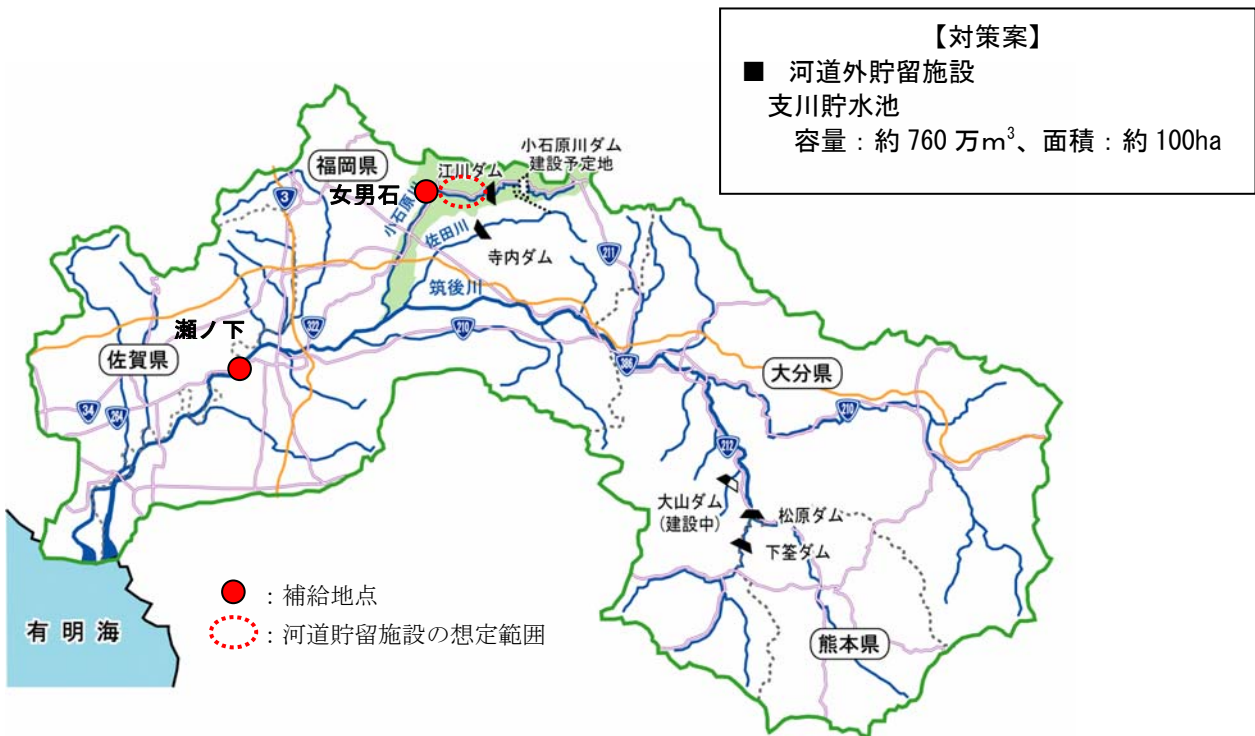 【対策案】
■ 河道外貯留施設
支川貯水池
容量：約 760 万m³、面積：約 100ha
小石原川ダム
建設予定地
江川ダム
福岡県
女男石
3
小石原川
佐田川
寺内ダム
211
筑後川
瀬ノ下
322
210
佐賀県
386
大分県
34
264
210
212
大山ダム
(建設中)
松原ダム
下筌ダム
有明海
：補給地点
：河道貯留施設の想定範囲
熊本県